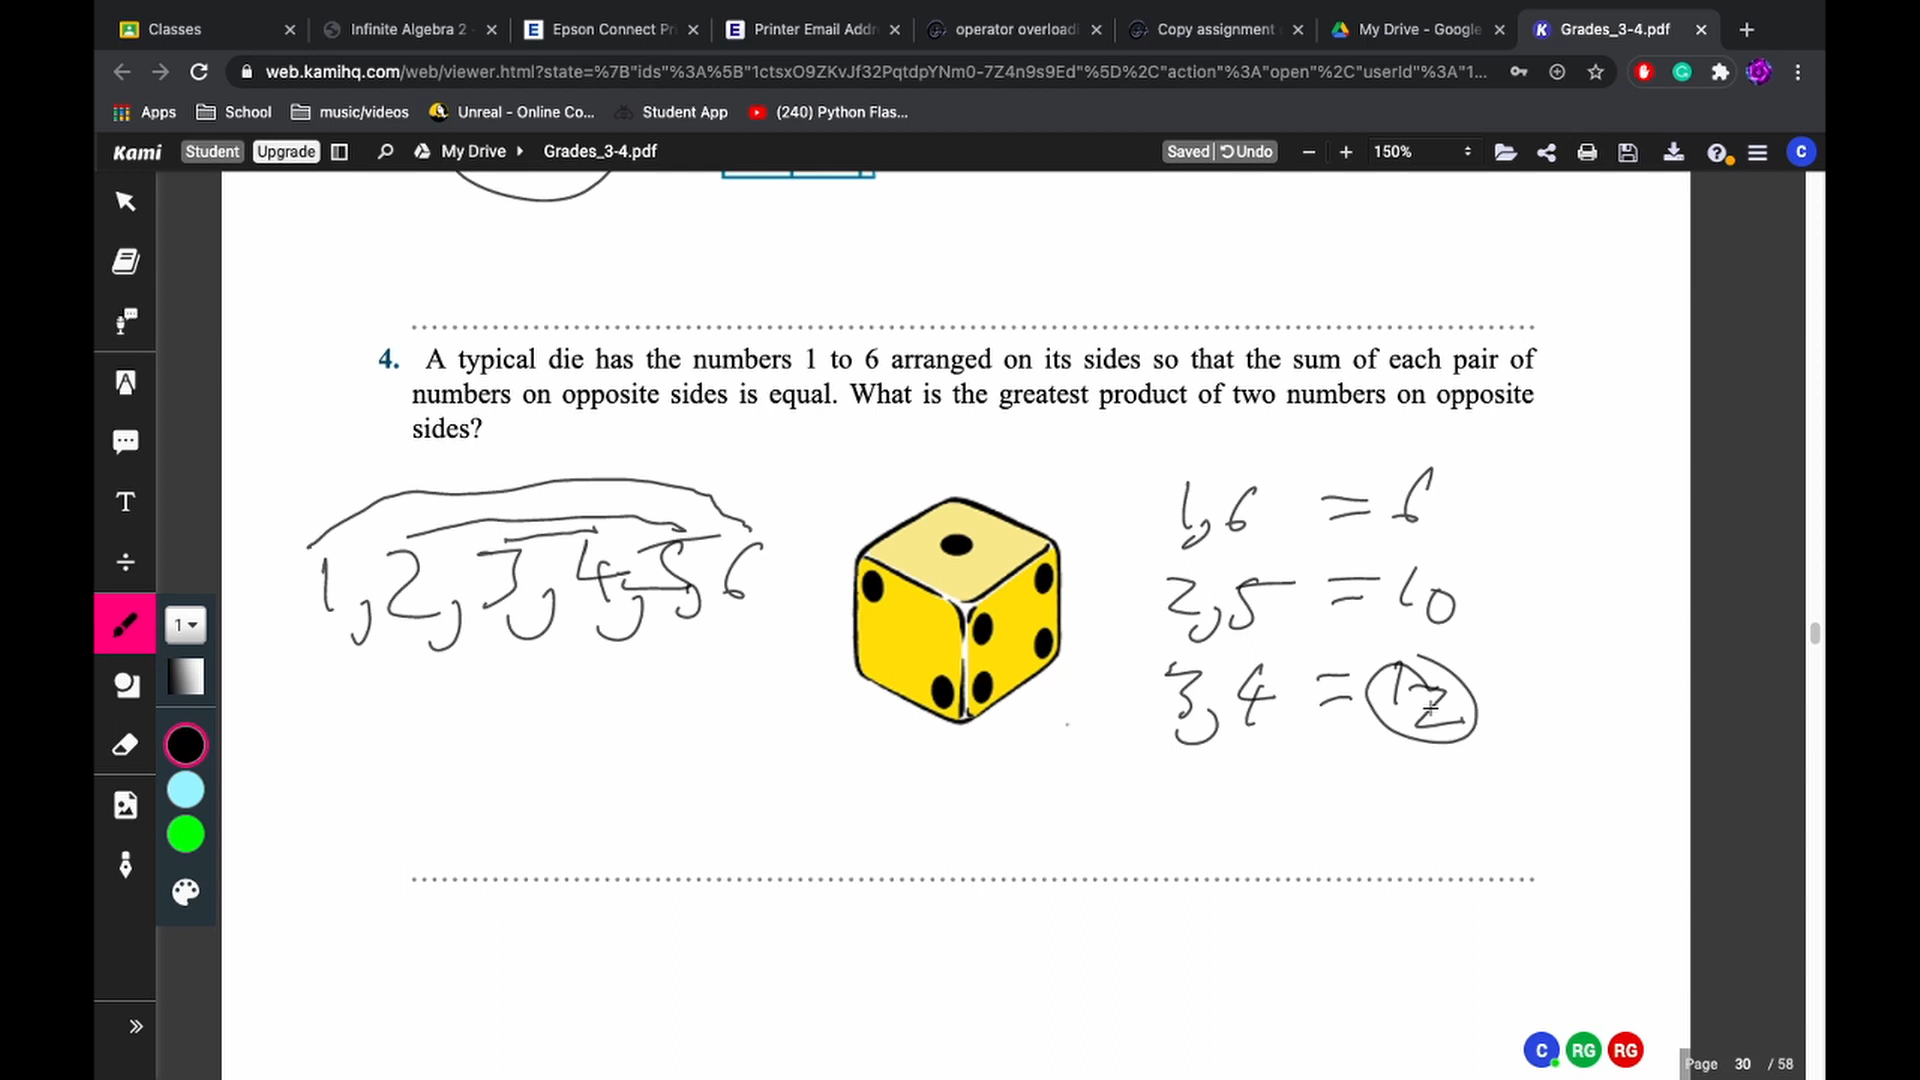 Classes
Infinite Algebra 2 -
Epson Connect Pr
Printer Email Addr
operator overloadi
Copy assignment
My Drive - Google
Grades_3-4.pdf
web.kamihq.com/web/viewer.html?state=%7B"ids"%3A%5B"1ctsxO9ZKvJf32PqtdpYNm0-7Z4n9s9Ed"%5D%2C"action"%3A"open"%2C"userId"%3A"1...
Apps
School
music/videos
Unreal - Online Co...
Student App
(240) Python Flas...
Kami
Student
Upgrade
My Drive
Grades_3-4.pdf
Saved
Undo
150%
C
4. A typical die has the numbers 1 to 6 arranged on its sides so that the sum of each pair of
numbers on opposite sides is equal. What is the greatest product of two numbers on opposite
sides?
1, 2, 3, 4, 5, 6
1, 6 = 6
2, 5 = 10
3, 4 = 12
T
1
C
RG
RG
Page 30 / 58